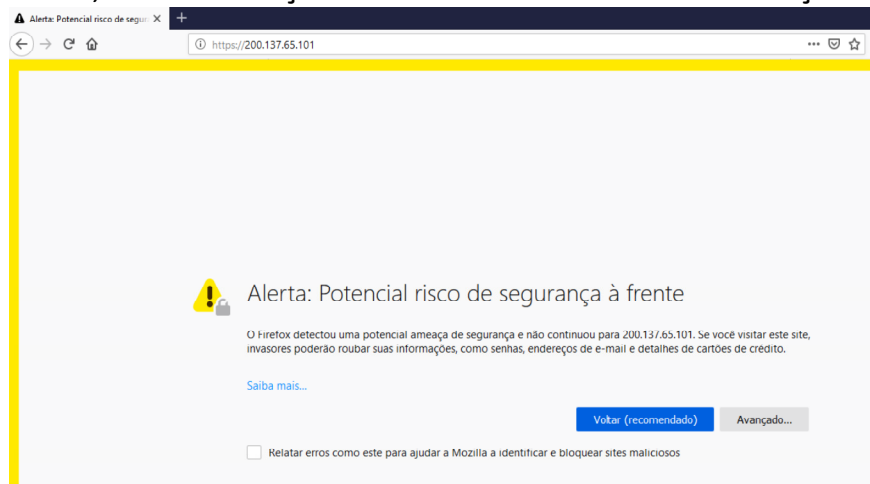 Alerta: Potencial risco de segur
https://200.137.65.101
Alerta: Potencial risco de segurança à frente
O Firefox detectou uma potencial ameaça de segurança e não continuou para 200.137.65.101. Se você visitar este site,
invasores poderão roubar suas informações, como senhas, endereços de e-mail e detalhes de cartões de crédito.
Saiba mais...
Voltar (recomendado) Avançado...
Relatar erros como este para ajudar a Mozilla a identificar e bloquear sites maliciosos